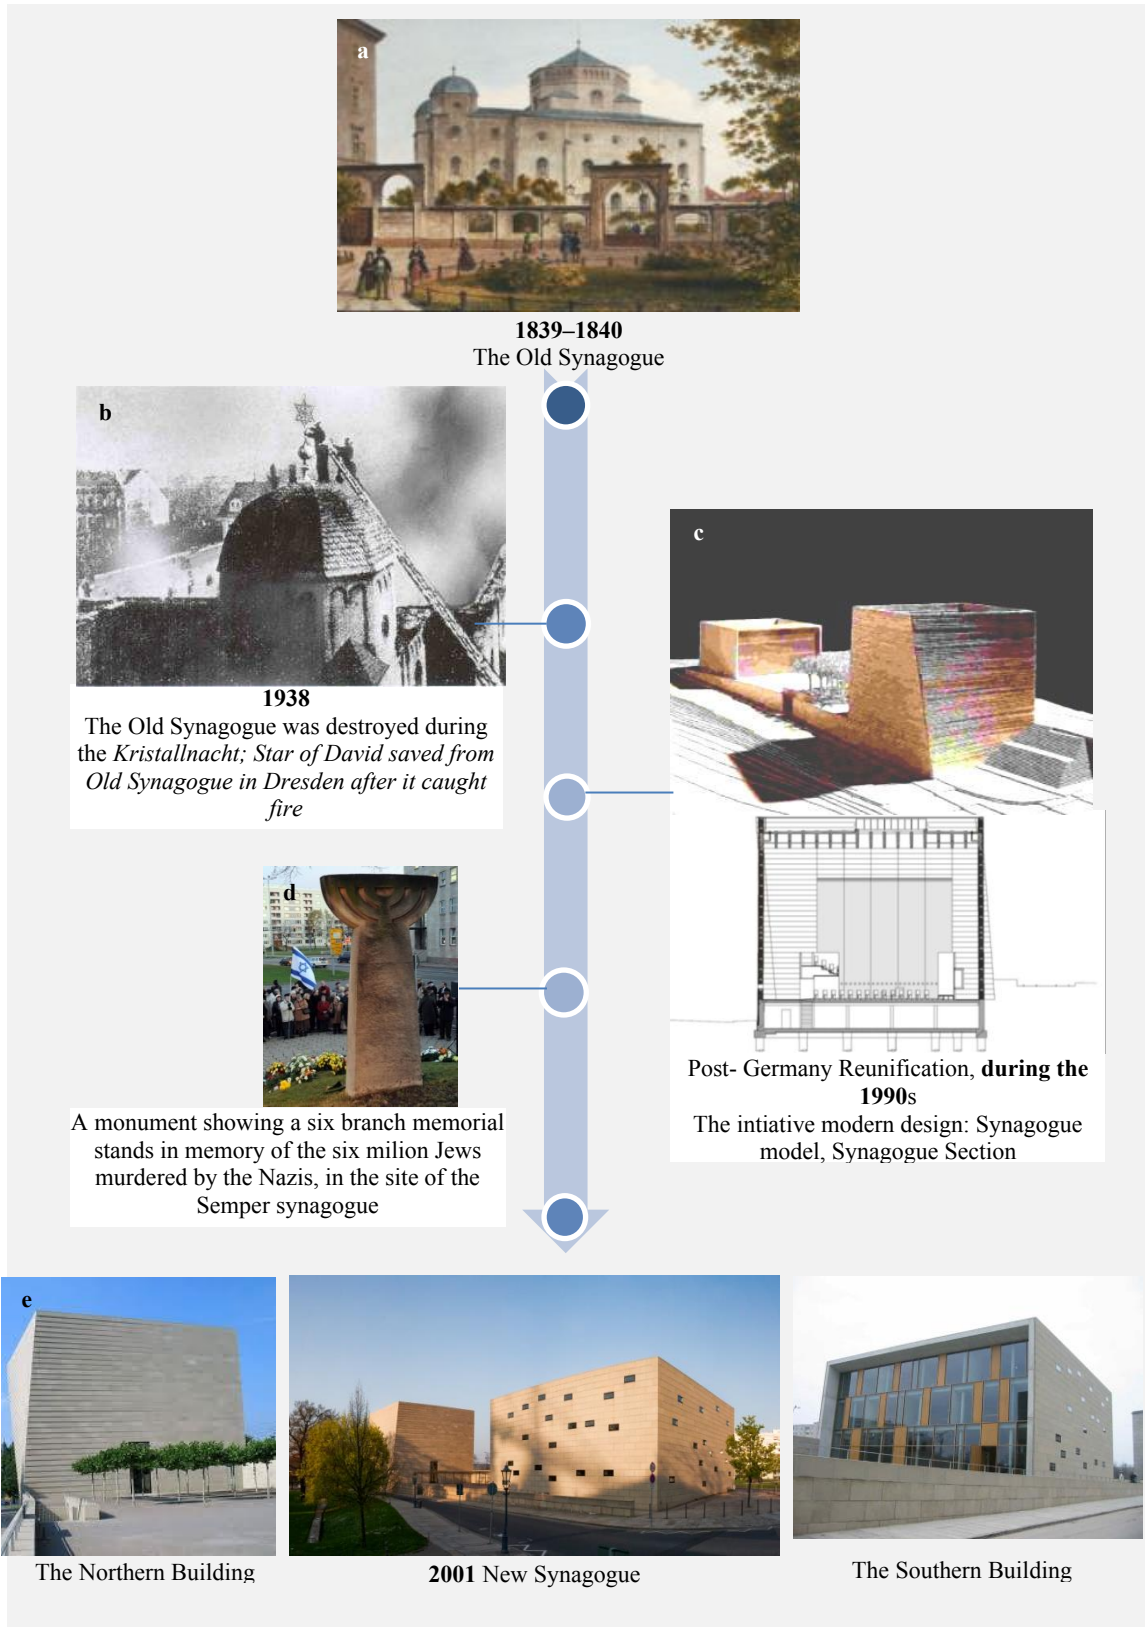 a
1839–1840
The Old Synagogue
b
1938
The Old Synagogue was destroyed during
the Kristallnacht; Star of David saved from
Old Synagogue in Dresden after it caught
fire
c
Post- Germany Reunification, during the
1990s
The intiative modern design: Synagogue
model, Synagogue Section
d
A monument showing a six branch memorial
stands in memory of the six milion Jews
murdered by the Nazis, in the site of the
Semper synagogue
e
The Northern Building
2001 New Synagogue
The Southern Building